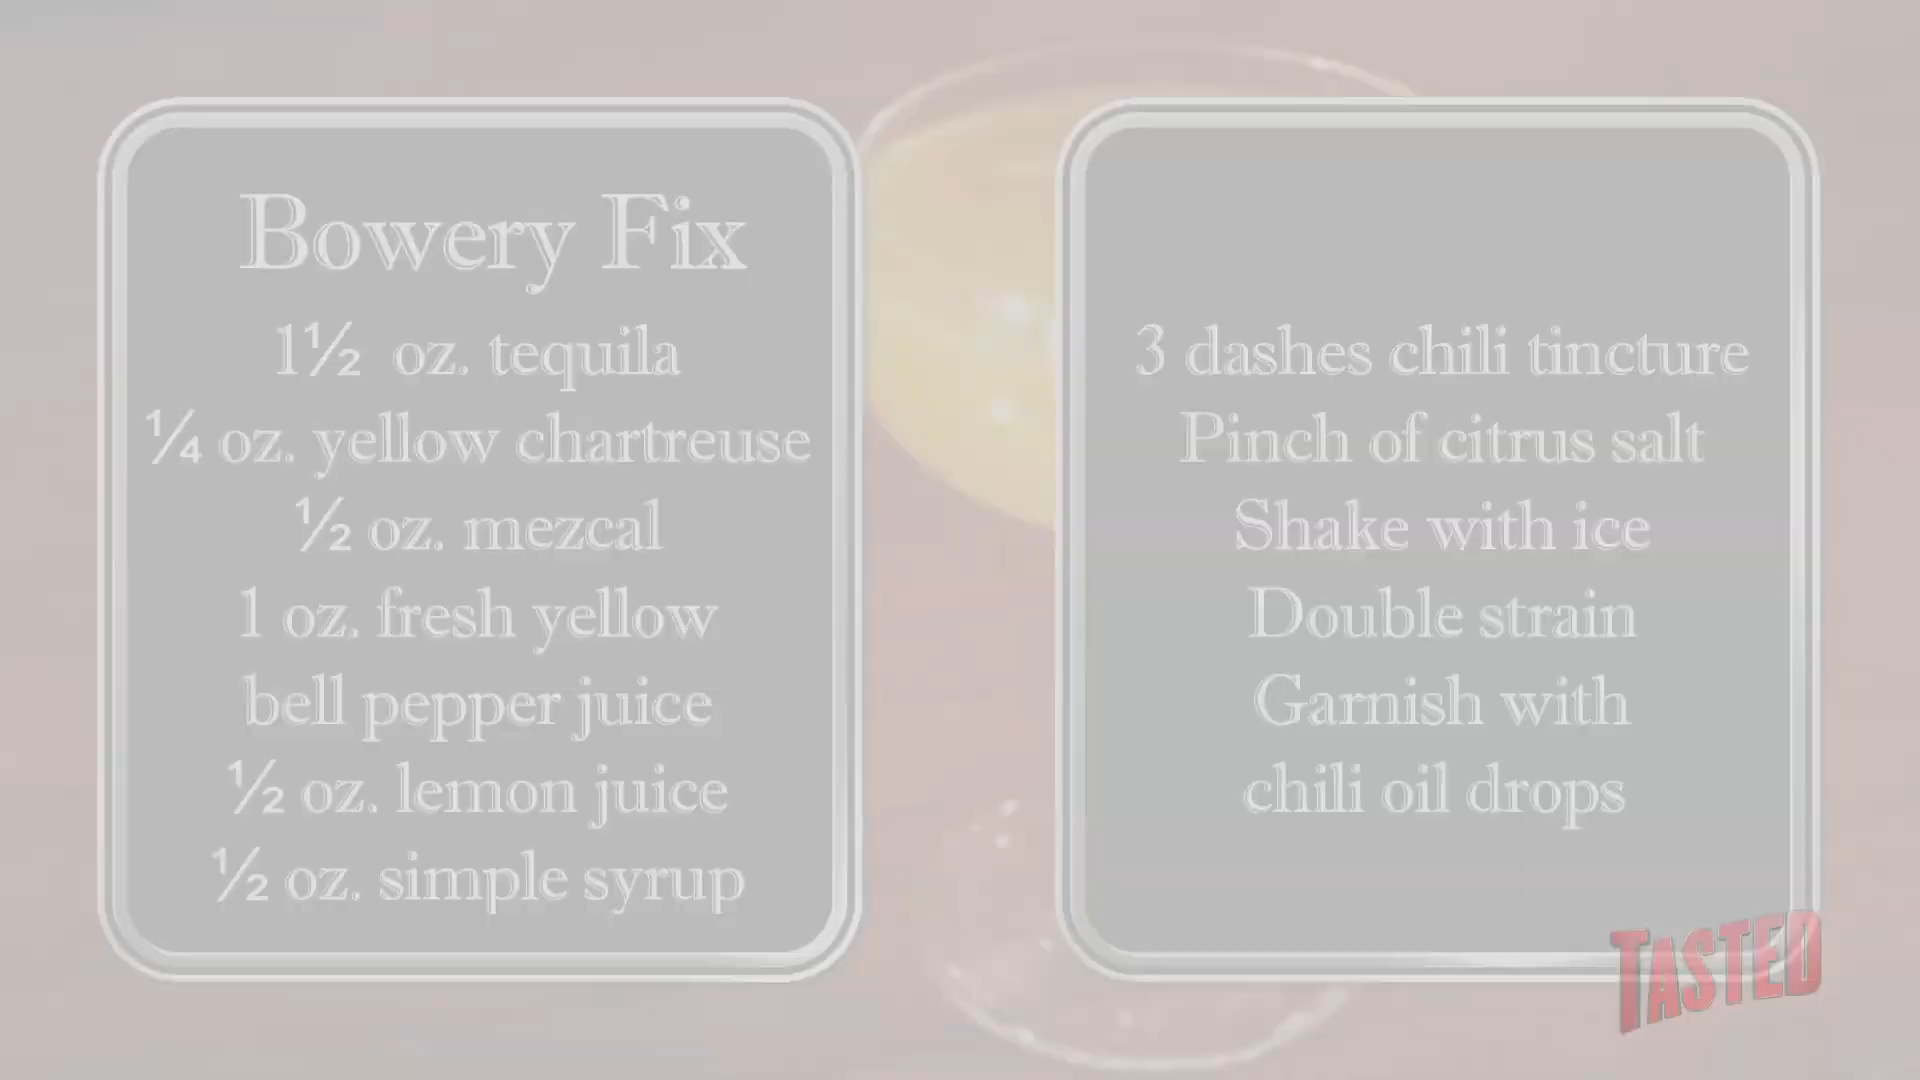 Bowery Fix
1½ oz. tequila
¼ oz. yellow chartreuse
½ oz. mezcal
1 oz. fresh yellow
bell pepper juice
½ oz. lemon juice
½ oz. simple syrup
3 dashes chili tincture
Pinch of citrus salt
Shake with ice
Double strain
Garnish with
chili oil drops
TASTED